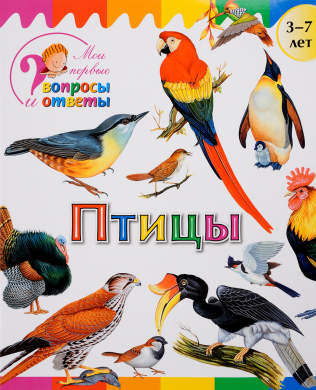 Мои
первые
вопросы
и ответы
3–7
лет
Птицы